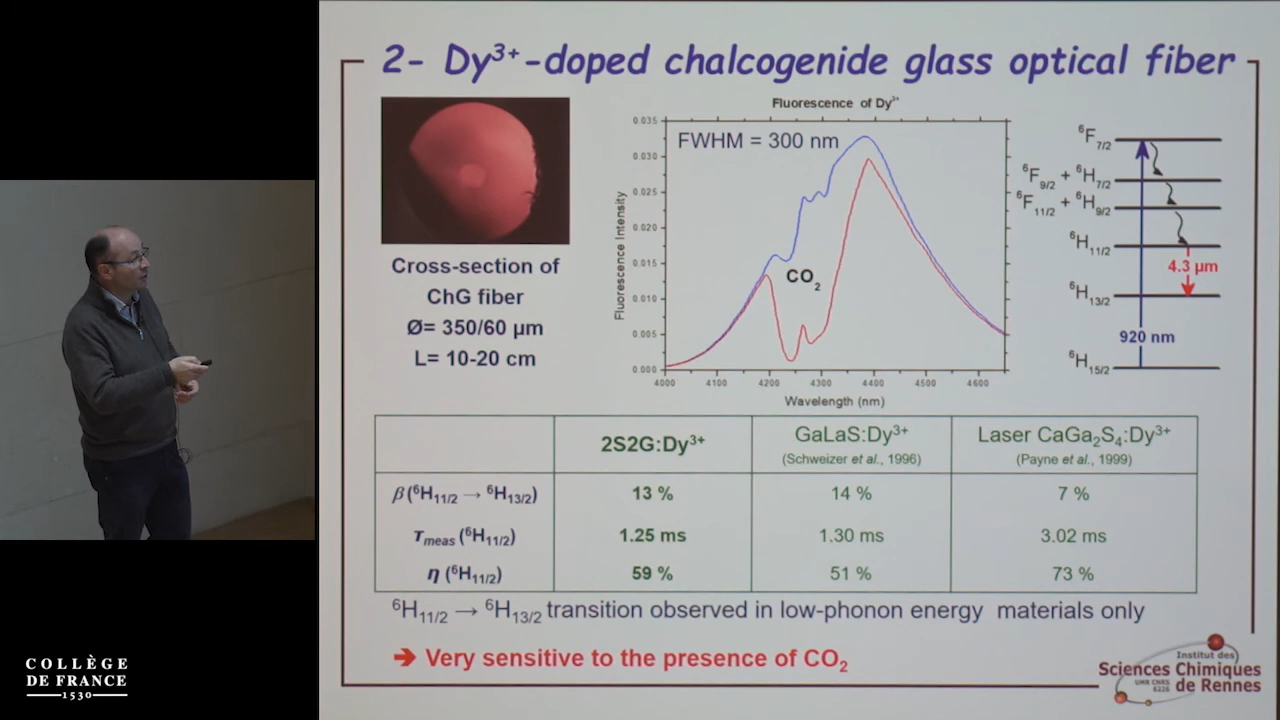 2- Dy³⁺-doped chalcogenide glass optical fiber
Cross-section of
ChG fiber
Ø= 350/60 µm
L= 10-20 cm
Fluorescence of Dy³⁺
FWHM = 300 nm
Fluorescence Intensity
0.035
0.030
0.025
0.020
0.015
0.010
0.005
0.000
CO₂
4000 4100 4200 4300 4400 4500 4600
Wavelength (nm)
⁶F₇/₂
⁶F₉/₂ + ⁶H₇/₂
⁶F₁₁/₂ + ⁶H₉/₂
⁶H₁₁/₂
4.3 µm
⁶H₁₃/₂
920 nm
⁶H₁₅/₂
2S2G:Dy³⁺
GaLaS:Dy³⁺
(Schweizer et al., 1996)
Laser CaGa₂S₄:Dy³⁺
(Payne et al., 1999)
β(⁶H₁₁/₂ → ⁶H₁₃/₂) 13 % 14 % 7 %
τmeas (⁶H₁₁/₂) 1.25 ms 1.30 ms 3.02 ms
η (⁶H₁₁/₂) 59 % 51 % 73 %
⁶H₁₁/₂ → ⁶H₁₃/₂ transition observed in low-phonon energy materials only
➔ Very sensitive to the presence of CO₂
Institut des
Sciences Chimiques
UMR CNRS
6226
de Rennes
COLLÈGE
DE FRANCE
1530